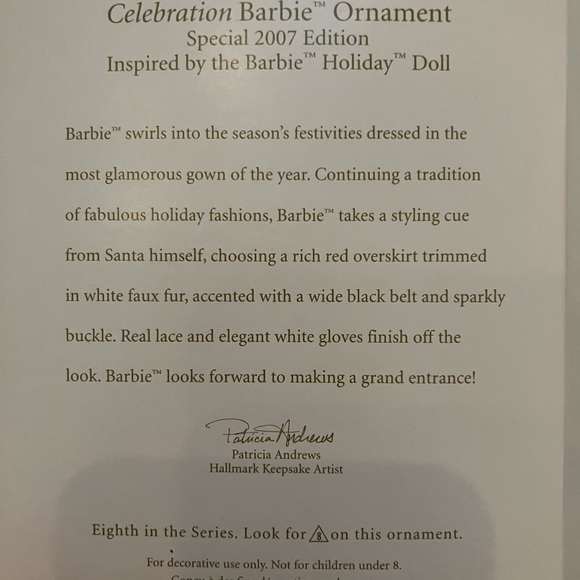 Celebration Barbie™ Ornament
Special 2007 Edition
Inspired by the Barbie™ Holiday™ Doll
Barbie™ swirls into the season's festivities dressed in the
most glamorous gown of the year. Continuing a tradition
of fabulous holiday fashions, Barbie™ takes a styling cue
from Santa himself, choosing a rich red overskirt trimmed
in white faux fur, accented with a wide black belt and sparkly
buckle. Real lace and elegant white gloves finish off the
look. Barbie™ looks forward to making a grand entrance!
Patricia Andrews
Patricia Andrews
Hallmark Keepsake Artist
Eighth in the Series. Look for 8 on this ornament.
For decorative use only. Not for children under 8.